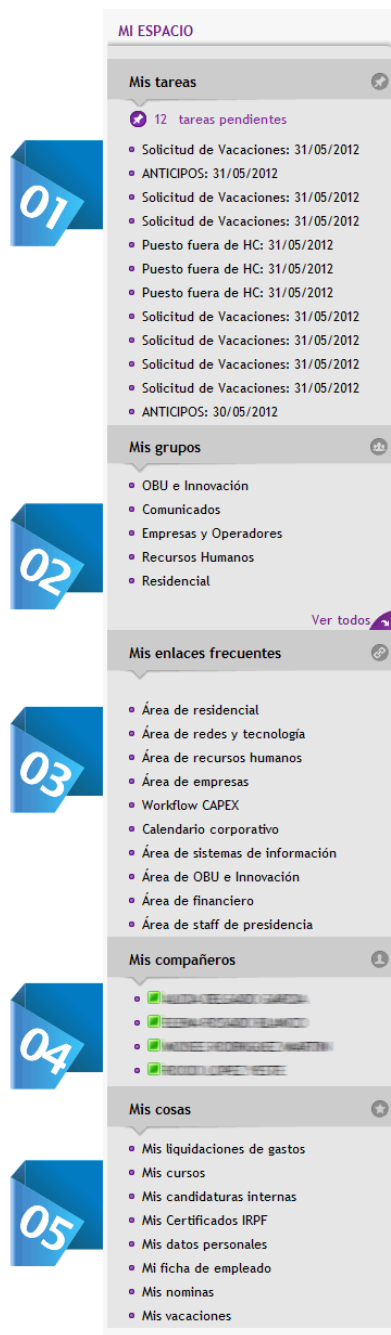 MI ESPACIO
Mis tareas
12 tareas pendientes
01
Solicitud de Vacaciones: 31/05/2012
ANTICIPOS: 31/05/2012
Solicitud de Vacaciones: 31/05/2012
Solicitud de Vacaciones: 31/05/2012
Puesto fuera de HC: 31/05/2012
Puesto fuera de HC: 31/05/2012
Puesto fuera de HC: 31/05/2012
Solicitud de Vacaciones: 31/05/2012
Solicitud de Vacaciones: 31/05/2012
Solicitud de Vacaciones: 31/05/2012
Solicitud de Vacaciones: 31/05/2012
ANTICIPOS: 30/05/2012
Mis grupos
02
OBU e Innovación
Comunicados
Empresas y Operadores
Recursos Humanos
Residencial
Ver todos
Mis enlaces frecuentes
03
Área de residencial
Área de redes y tecnología
Área de recursos humanos
Área de empresas
Workflow CAPEX
Calendario corporativo
Área de sistemas de información
Área de OBU e Innovación
Área de financiero
Área de staff de presidencia
Mis compañeros
04
Mis cosas
05
Mis liquidaciones de gastos
Mis cursos
Mis candidaturas internas
Mis Certificados IRPF
Mis datos personales
Mi ficha de empleado
Mis nominas
Mis vacaciones